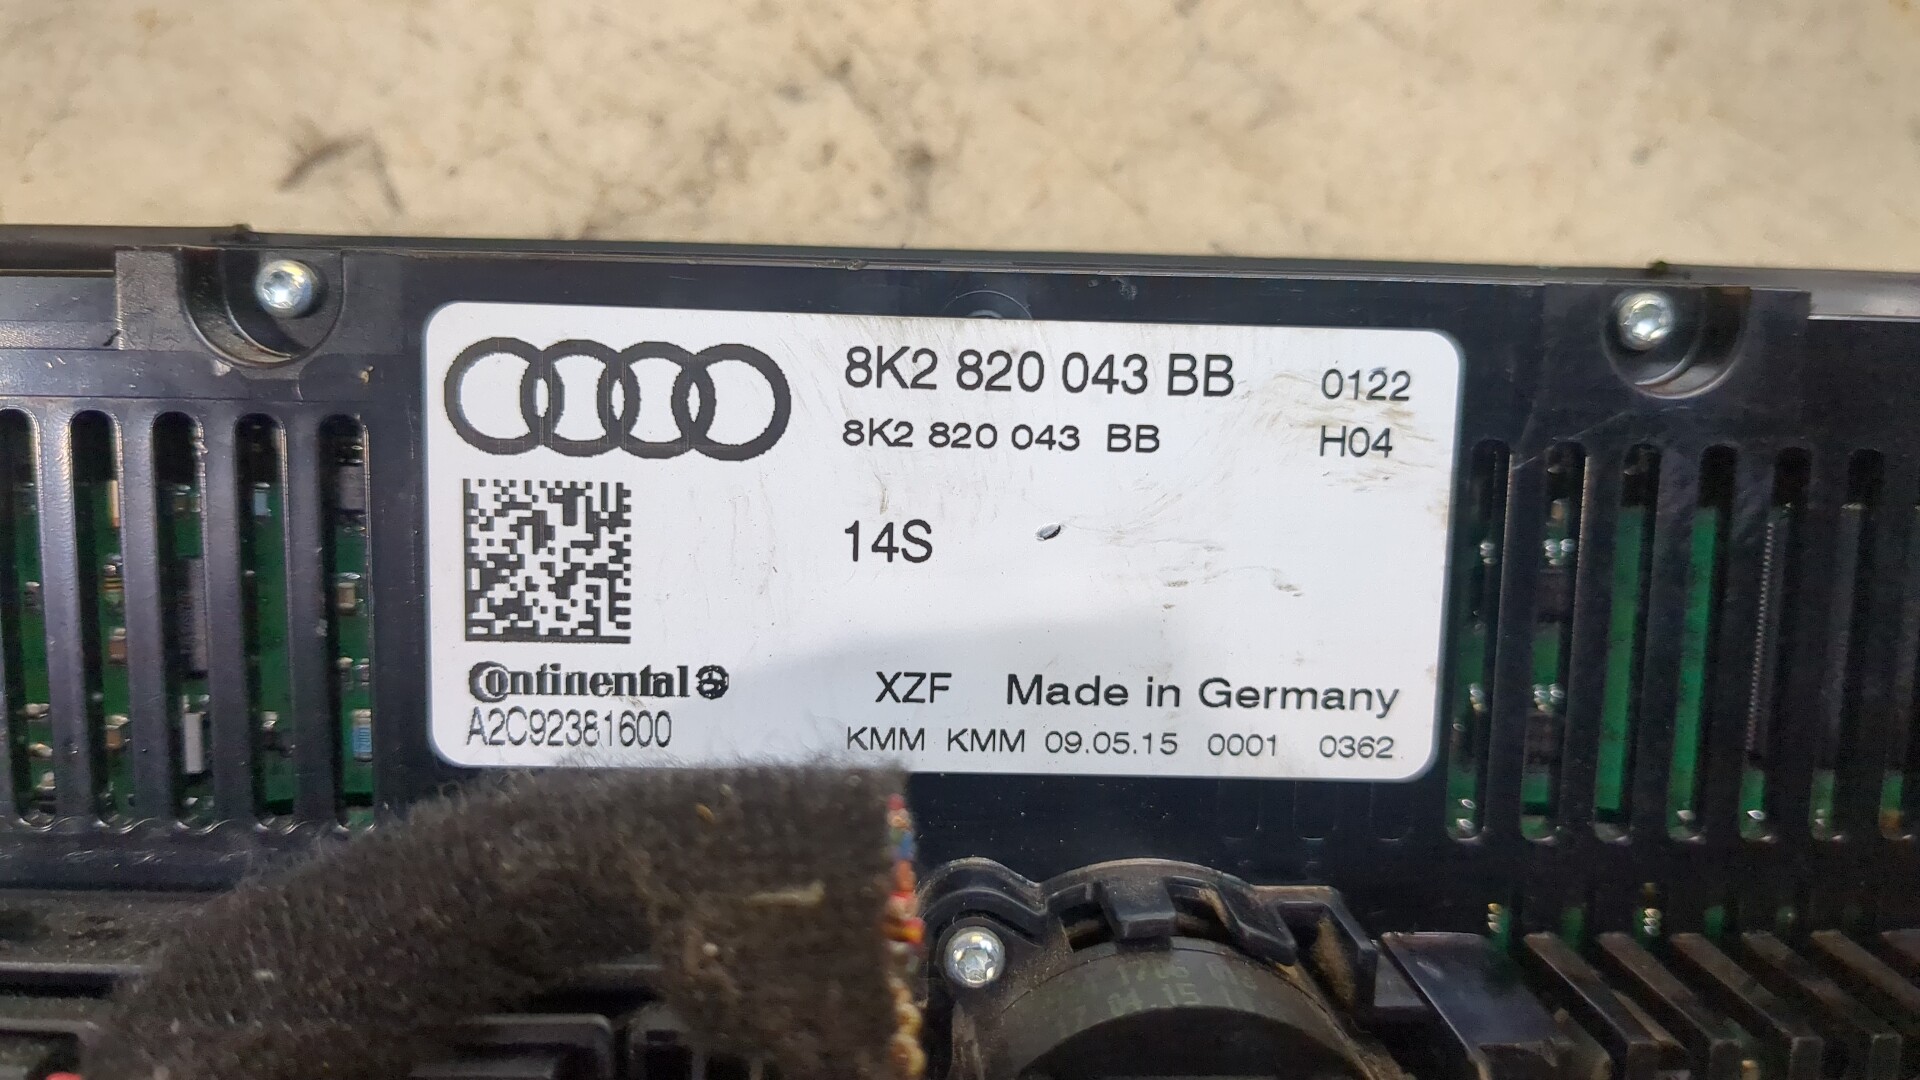 8K2 820 043 BB 0122
8K2 820 043 BB H04
14S
Continental
A2C92381600
XZF Made in Germany
KMM KMM 09.05.15 0001 0362